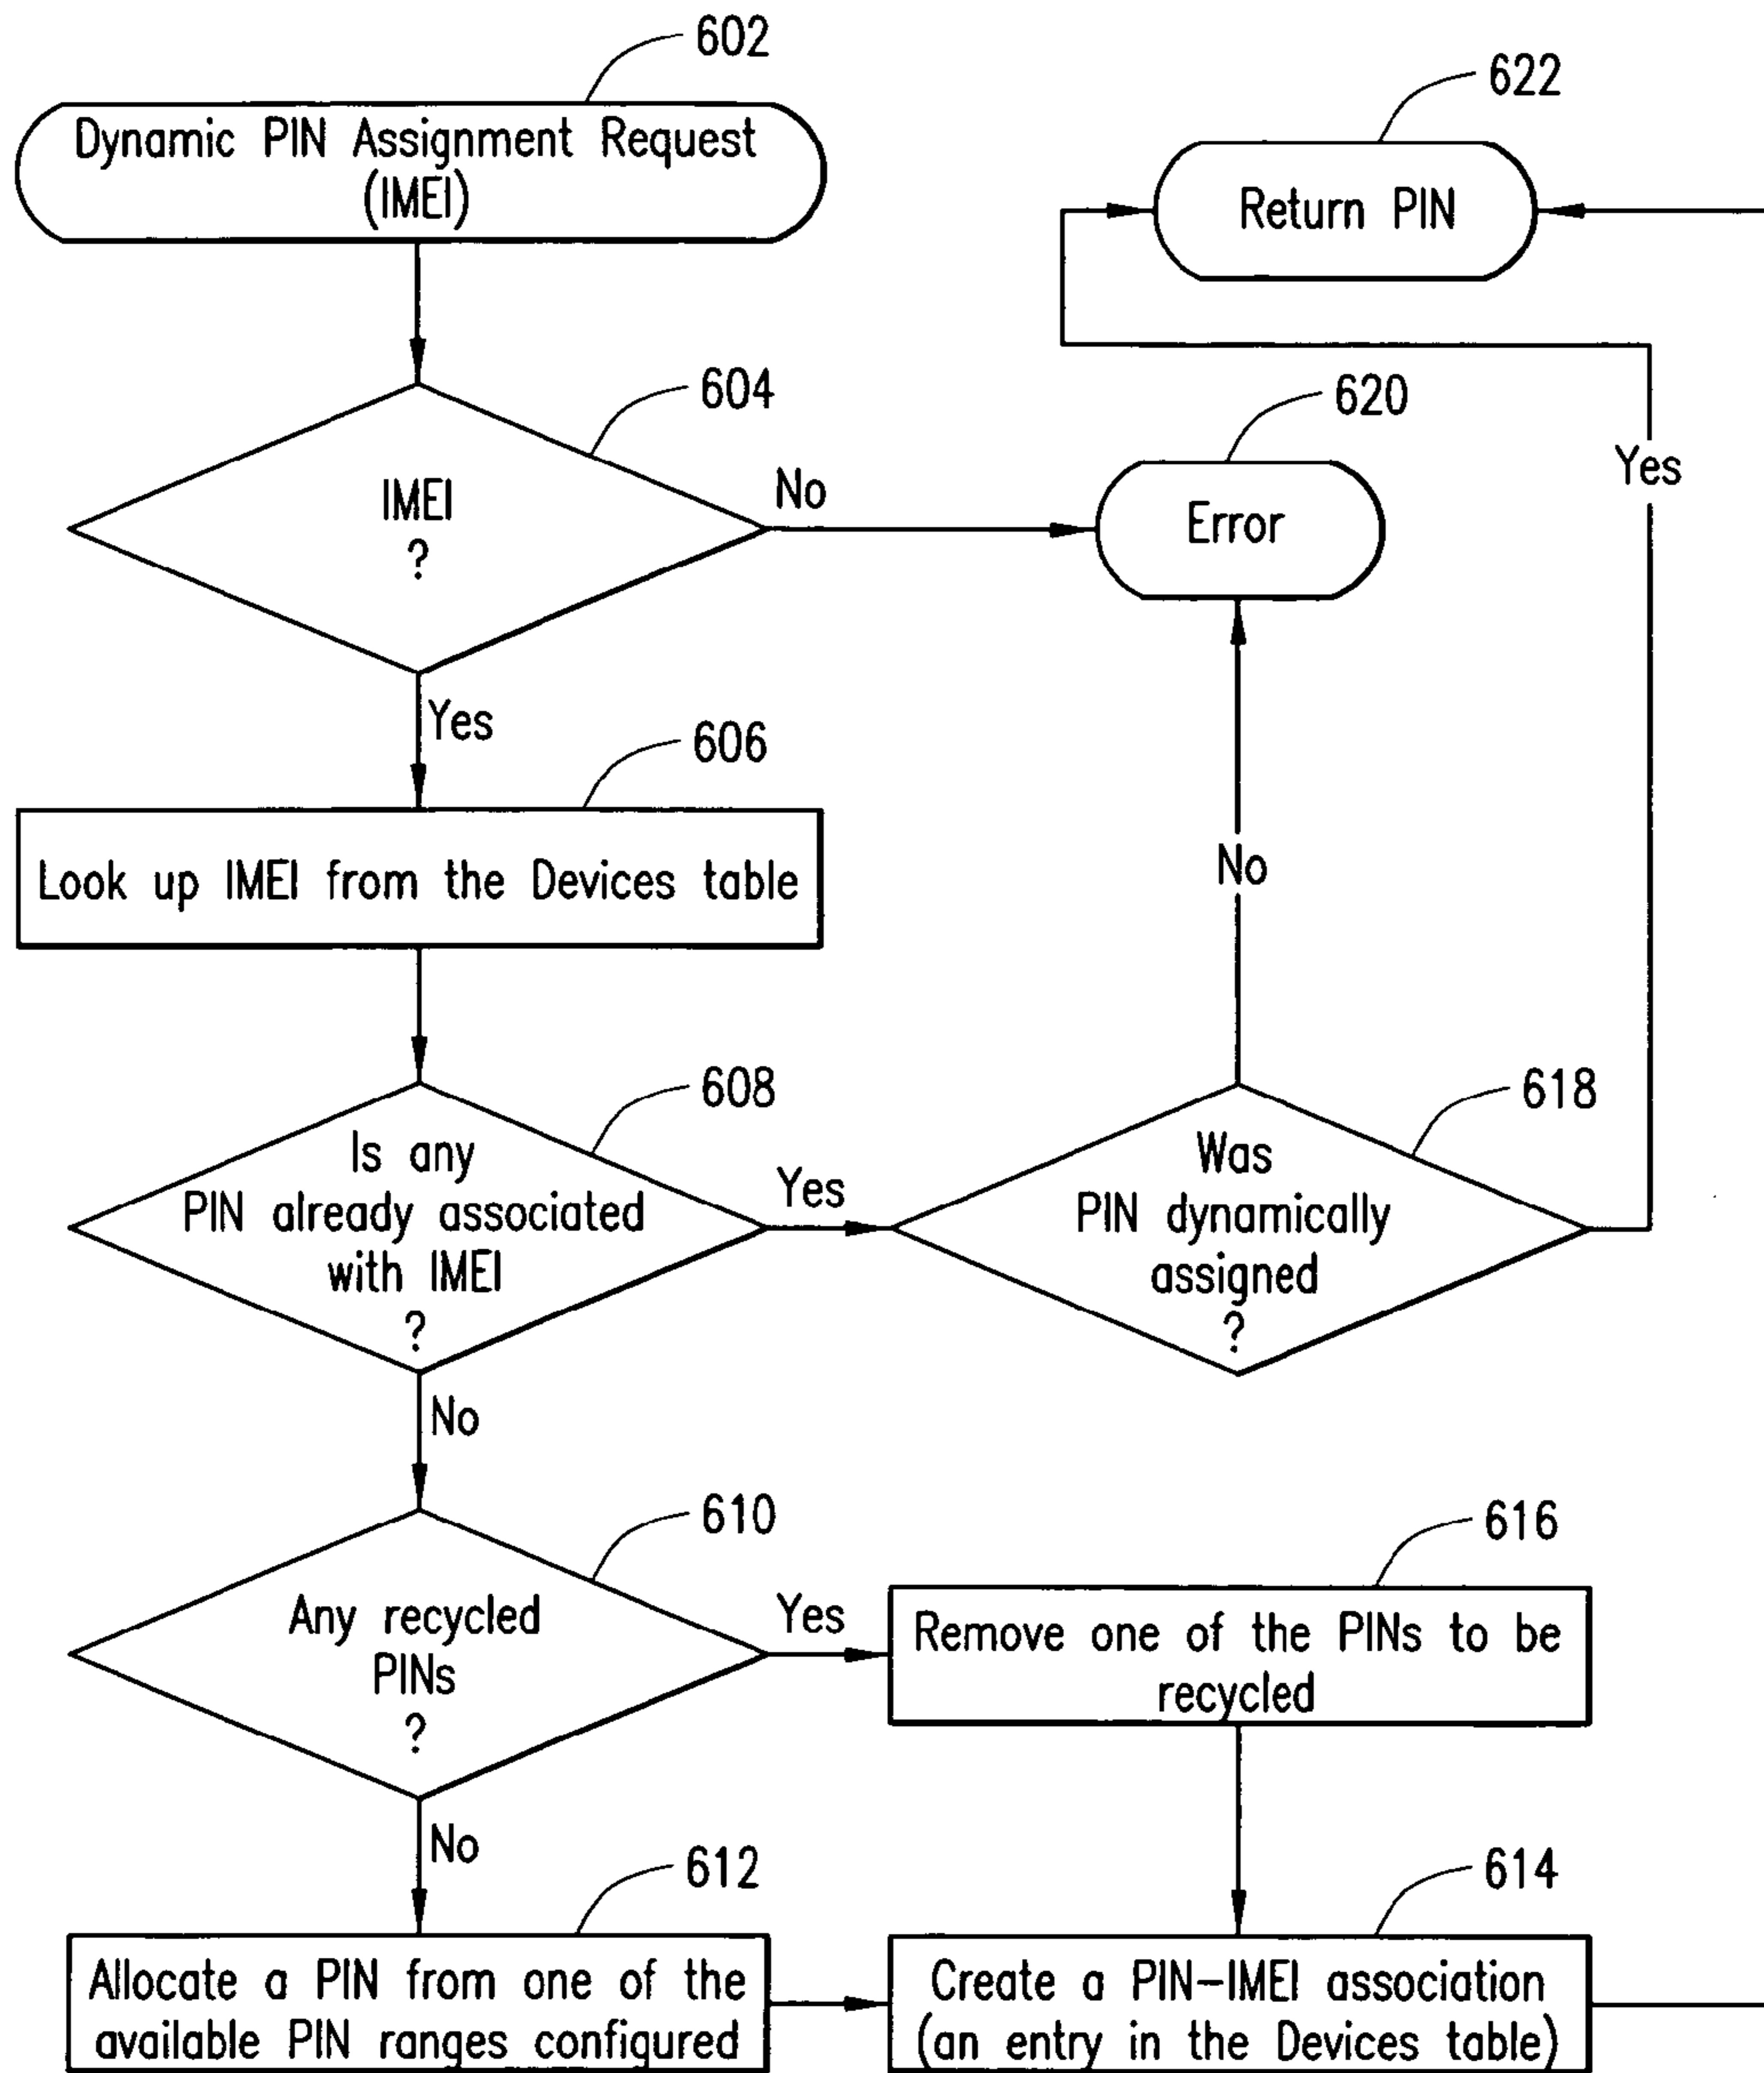 602
Dynamic PIN Assignment Request
(IMEI)
622
Return PIN
604
IMEI
?
No
620
Error
Yes
Yes
606
Look up IMEI from the Devices table
No
608
Is any
PIN already associated
with IMEI
?
Yes
618
Was
PIN dynamically
assigned
?
No
610
Any recycled
PINs
?
Yes
616
Remove one of the PINs to be
recycled
No
612
Allocate a PIN from one of the
available PIN ranges configured
614
Create a PIN-IMEI association
(an entry in the Devices table)